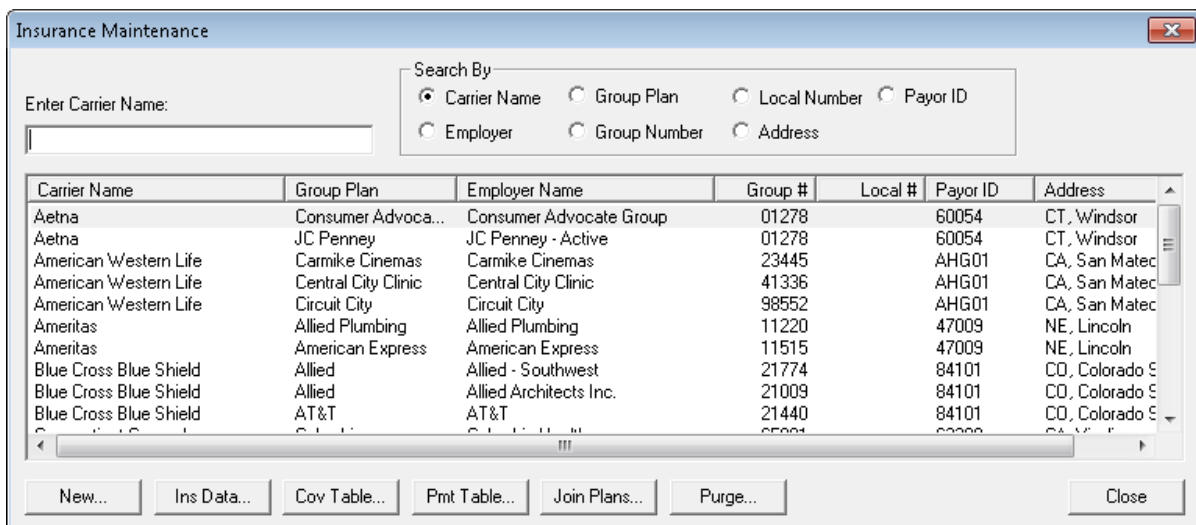 Insurance Maintenance
Search By
Enter Carrier Name:
Carrier Name Group Plan Local Number Payor ID
Employer Group Number Address
Carrier Name Group Plan Employer Name Group # Local # Payor ID Address
Aetna Consumer Advoca... Consumer Advocate Group 01278 60054 CT, Windsor
Aetna JC Penney JC Penney - Active 01278 60054 CT, Windsor
American Western Life Carmike Cinemas Carmike Cinemas 23445 AHG01 CA, San Matec
American Western Life Central City Clinic Central City Clinic 41336 AHG01 CA, San Matec
American Western Life Circuit City Circuit City 98552 AHG01 CA, San Matec
Ameritas Allied Plumbing Allied Plumbing 11220 47009 NE, Lincoln
Ameritas American Express American Express 11515 47009 NE, Lincoln
Blue Cross Blue Shield Allied Allied - Southwest 21774 84101 CO, Colorado S
Blue Cross Blue Shield Allied Allied Architects Inc. 21009 84101 CO, Colorado S
Blue Cross Blue Shield AT&T AT&T 21440 84101 CO, Colorado S
New... Ins Data... Cov Table... Pmt Table... Join Plans... Purge... Close